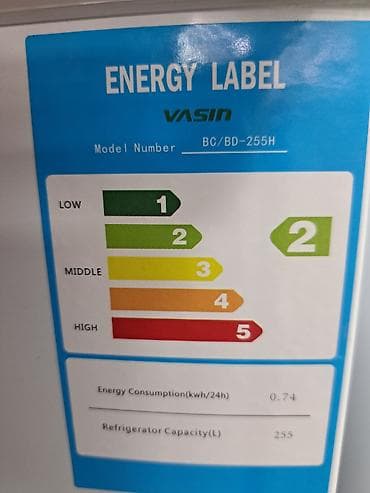 ENERGY LABEL
VASIN
Model Number BC/BD-255H
LOW 1
2 2
MIDDLE 3
4
HIGH 5
Energy Consumption(kwh/24h) 0.74
Refrigerator Capacity(L) 255